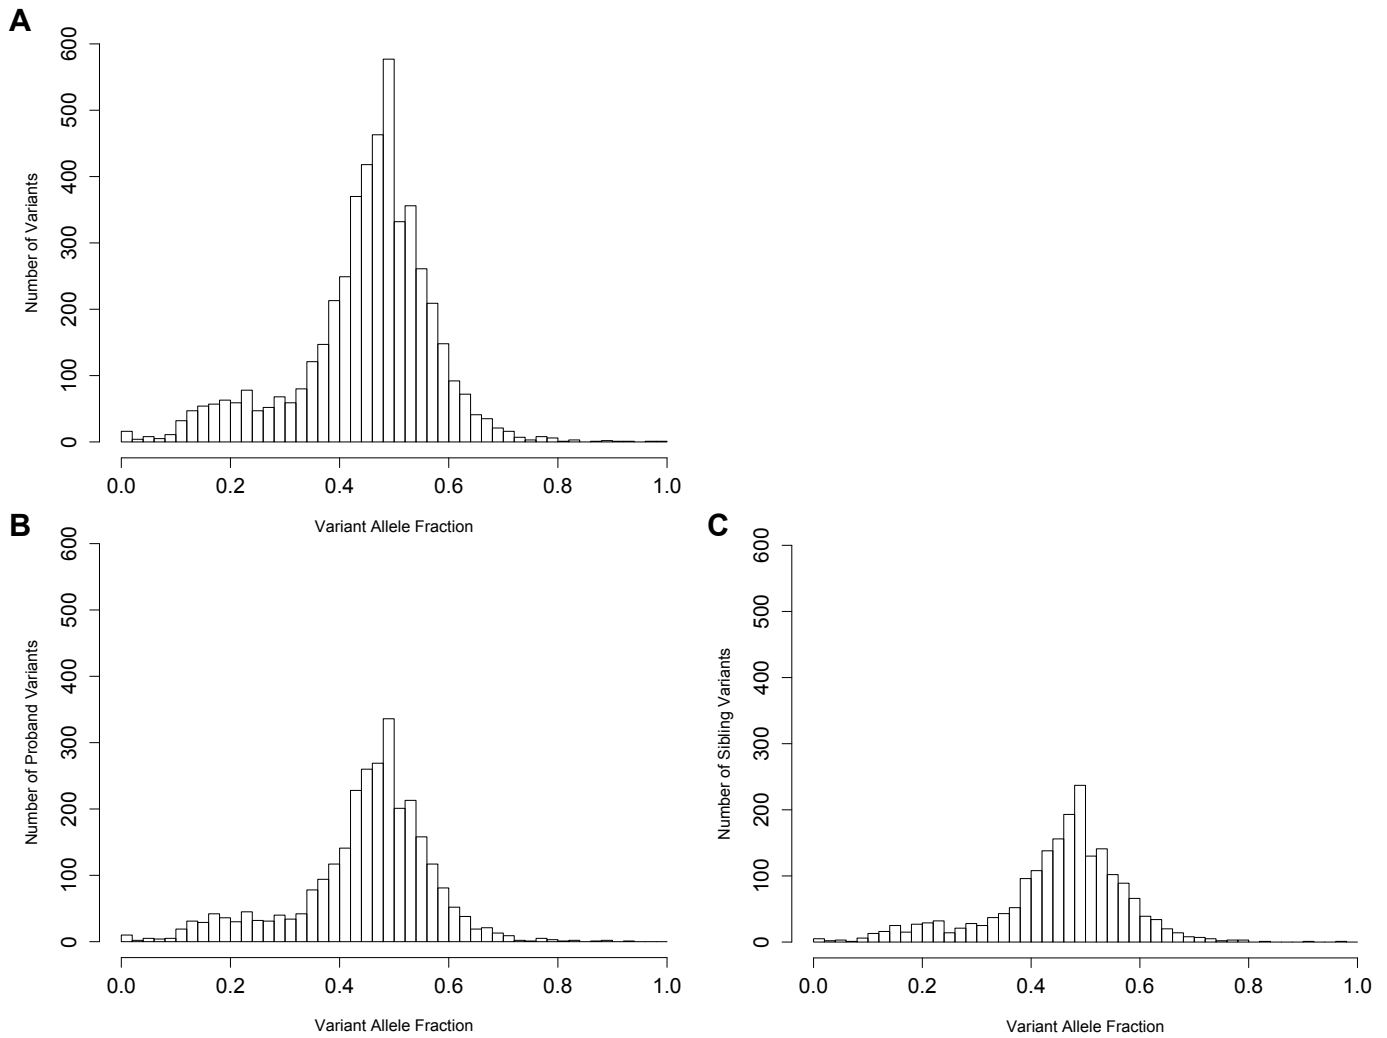 A
Number of Variants
600
500
400
300
200
100
0
0.0 0.2 0.4 0.6 0.8 1.0
Variant Allele Fraction
B
Number of Proband Variants
600
500
400
300
200
100
0
0.0 0.2 0.4 0.6 0.8 1.0
Variant Allele Fraction
C
Number of Sibling Variants
600
500
400
300
200
100
0
0.0 0.2 0.4 0.6 0.8 1.0
Variant Allele Fraction